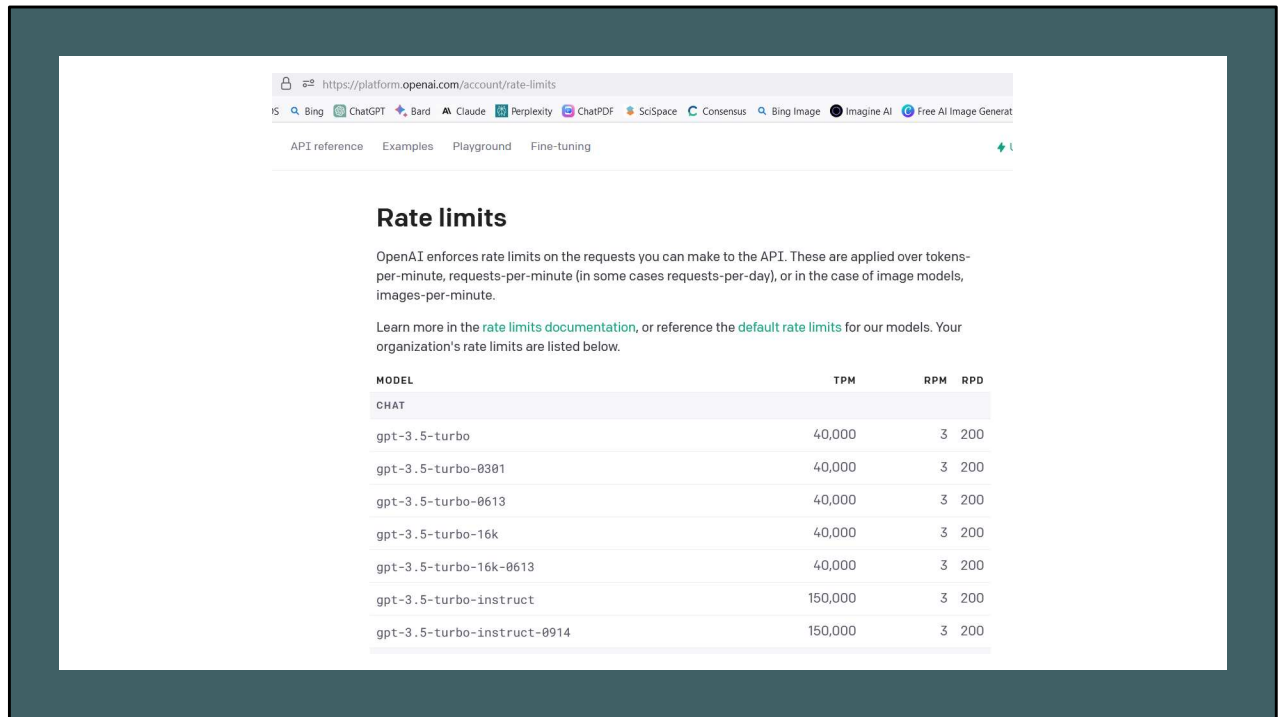 https://platform.openai.com/account/rate-limits
Bing ChatGPT Bard Claude Perplexity ChatPDF SciSpace Consensus Bing Image Imagine AI Free AI Image Generat
API reference Examples Playground Fine-tuning
Rate limits
OpenAI enforces rate limits on the requests you can make to the API. These are applied over tokens-
per-minute, requests-per-minute (in some cases requests-per-day), or in the case of image models,
images-per-minute.
Learn more in the rate limits documentation, or reference the default rate limits for our models. Your
organization's rate limits are listed below.
MODEL TPM RPM RPD
CHAT
gpt-3.5-turbo 40,000 3 200
gpt-3.5-turbo-0301 40,000 3 200
gpt-3.5-turbo-0613 40,000 3 200
gpt-3.5-turbo-16k 40,000 3 200
gpt-3.5-turbo-16k-0613 40,000 3 200
gpt-3.5-turbo-instruct 150,000 3 200
gpt-3.5-turbo-instruct-0914 150,000 3 200